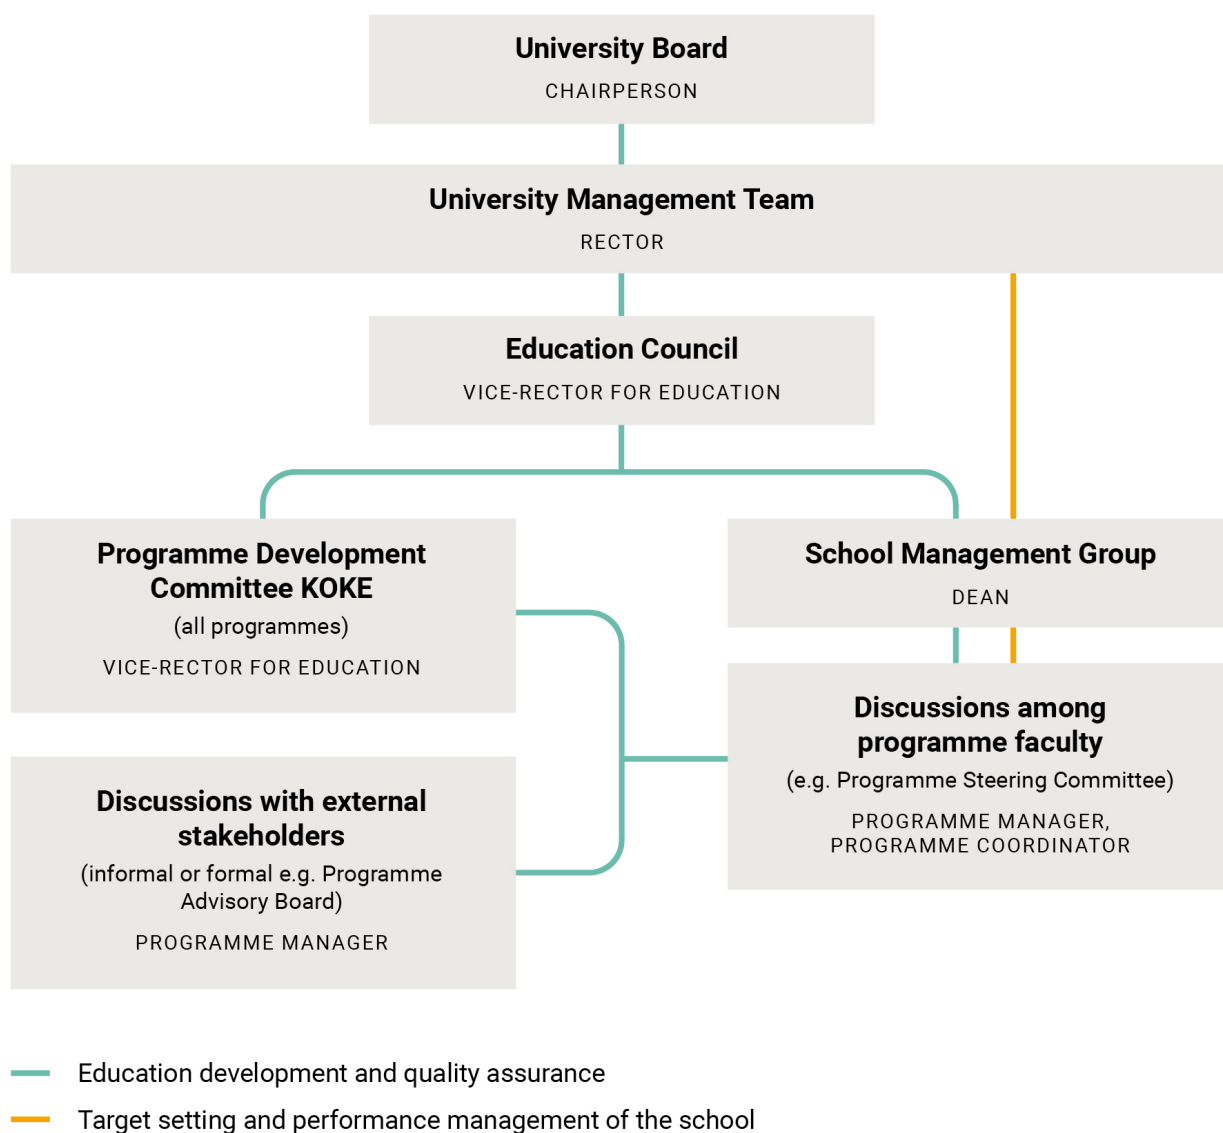 University Board
CHAIRPERSON
University Management Team
RECTOR
Education Council
VICE-RECTOR FOR EDUCATION
Programme Development
Committee KOKE
(all programmes)
VICE-RECTOR FOR EDUCATION
School Management Group
DEAN
Discussions with external
stakeholders
(informal or formal e.g. Programme
Advisory Board)
PROGRAMME MANAGER
Discussions among
programme faculty
(e.g. Programme Steering Committee)
PROGRAMME MANAGER,
PROGRAMME COORDINATOR
Education development and quality assurance
Target setting and performance management of the school